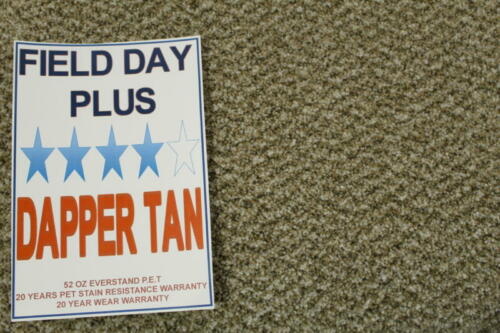 FIELD DAY
PLUS
DAPPER TAN
52 OZ EVERSTAND P.E.T
20 YEARS PET STAIN RESISTANCE WARRANTY
20 YEAR WEAR WARRANTY